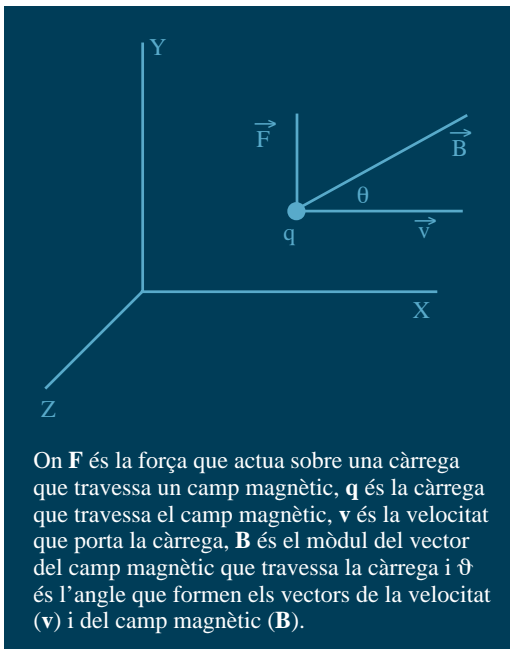 Y
F
B
θ
q
v
X
Z
On F és la força que actua sobre una càrrega
que travessa un camp magnètic, q és la càrrega
que travessa el camp magnètic, v és la velocitat
que porta la càrrega, B és el mòdul del vector
del camp magnètic que travessa la càrrega i ϑ
és l’angle que formen els vectors de la velocitat
(v) i del camp magnètic (B).